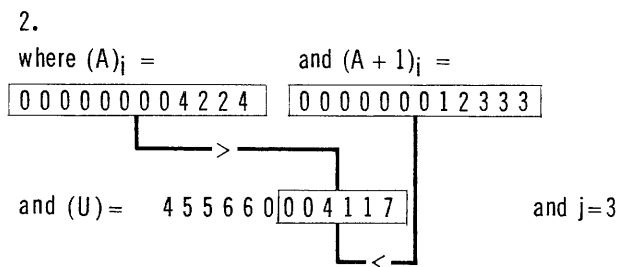 2.
where (A)i = and (A + 1)i =
0 0 0 0 0 0 0 0 4 2 2 4 0 0 0 0 0 0 0 1 2 3 3 3
>
and (U) = 4 5 5 6 6 0 0 0 4 1 1 7 and j=3
<